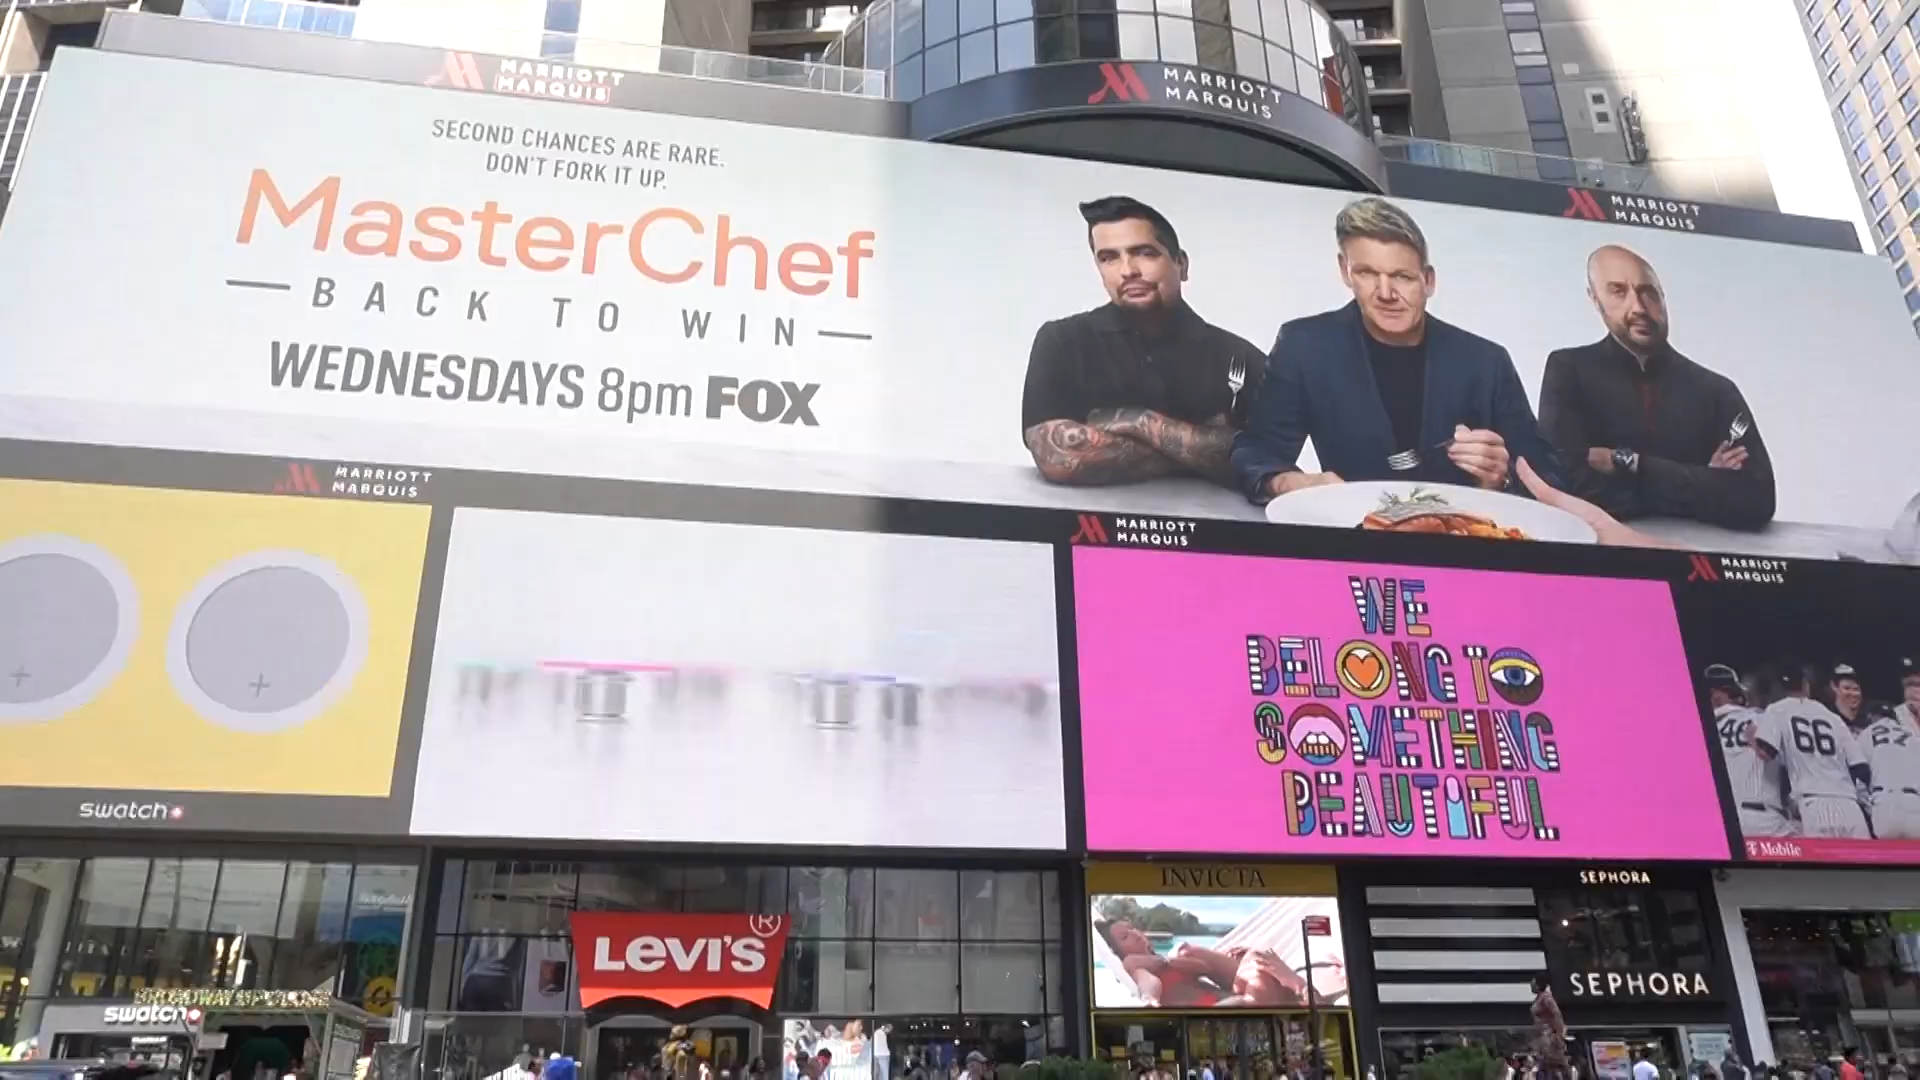 MARRIOTT
MARQUIS
MARRIOTT
MARQUIS
MARRIOTT
MARQUIS
SECOND CHANCES ARE RARE.
DON'T FORK IT UP.
MasterChef
BACK TO WIN
WEDNESDAYS 8pm FOX
MARRIOTT
MARQUIS
MARRIOTT
MARQUIS
MARRIOTT
MARQUIS
WE
BELONG TO
SOMETHING
BEAUTIFUL
66
T Mobile
swatch
INVICTA
SEPHORA
LEVI'S ®
SEPHORA
swatch